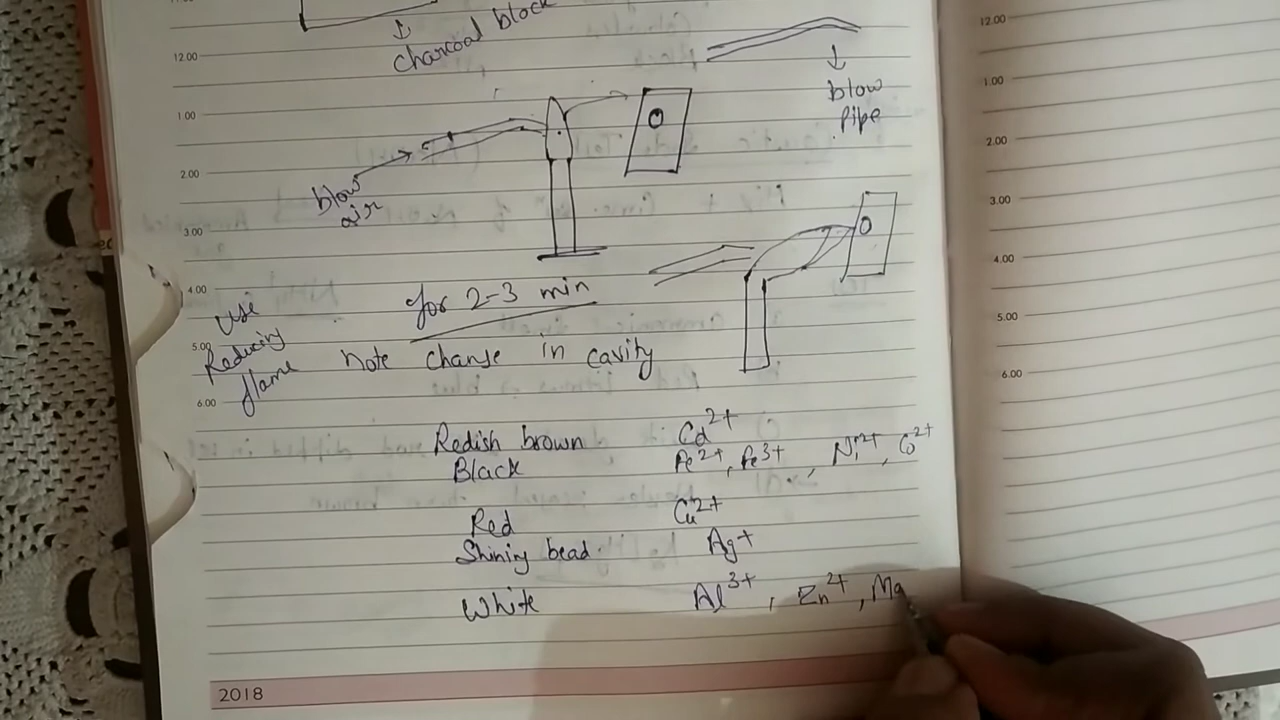 charcoal block
blow
pipe
blow
air
for 2-3 min
Use
Reducing
flame
note change in cavity
Redish brown Cd2+
Black Fe2+, Fe3+, Ni2+, Co2+
Red Cu2+
Shining bead Ag+
White Al3+, Zn2+, Mg
12.00
1.00
2.00
3.00
4.00
5.00
6.00
2018
12.00
1.00
2.00
3.00
4.00
5.00
6.00